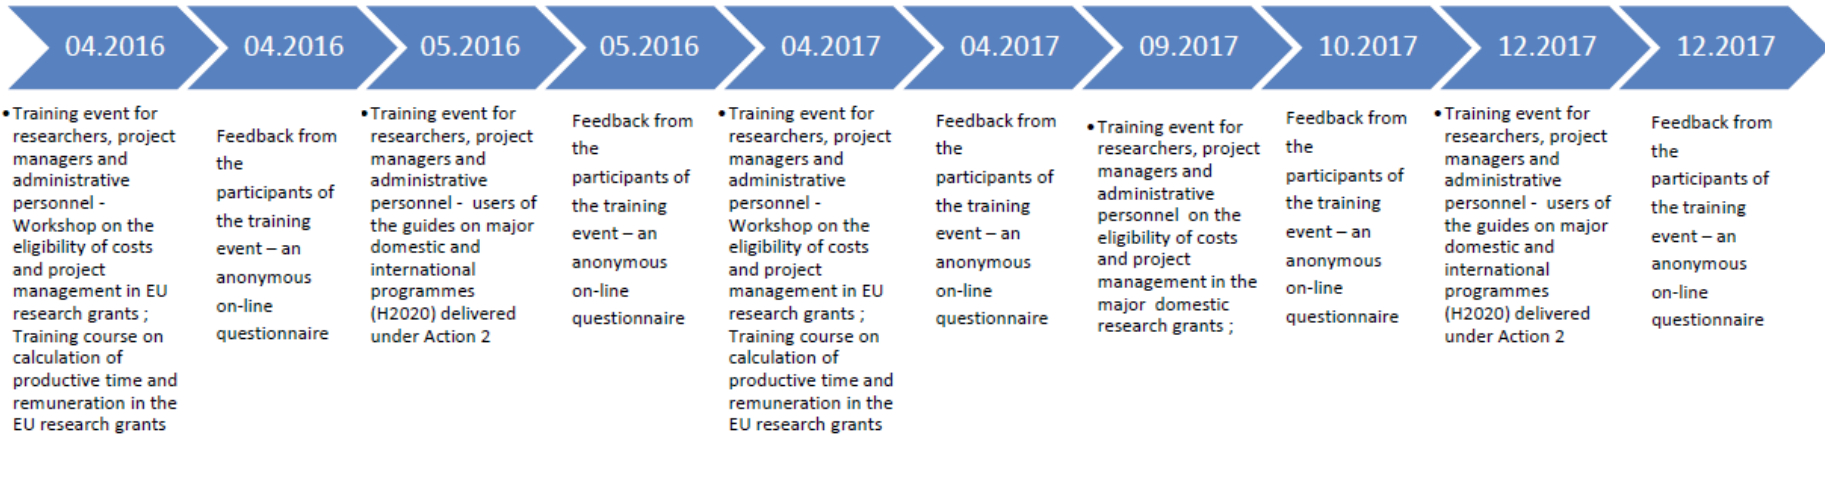 04.2016
04.2016
05.2016
05.2016
04.2017
04.2017
09.2017
10.2017
12.2017
12.2017
•Training event for
researchers, project
managers and
administrative
personnel -
Workshop on the
eligibility of costs
and project
management in EU
research grants ;
Training course on
calculation of
productive time and
remuneration in the
EU research grants
Feedback from
the
participants of
the training
event – an
anonymous
on-line
questionnaire
•Training event for
researchers, project
managers and
administrative
personnel - users of
the guides on major
domestic and
international
programmes
(H2020) delivered
under Action 2
Feedback from
the
participants of
the training
event – an
anonymous
on-line
questionnaire
•Training event for
researchers, project
managers and
administrative
personnel -
Workshop on the
eligibility of costs
and project
management in EU
research grants ;
Training course on
calculation of
productive time and
remuneration in the
EU research grants
Feedback from
the
participants of
the training
event – an
anonymous
on-line
questionnaire
•Training event for
researchers, project
managers and
administrative
personnel on the
eligibility of costs
and project
management in the
major domestic
research grants ;
Feedback from
the
participants of
the training
event – an
anonymous
on-line
questionnaire
•Training event for
researchers, project
managers and
administrative
personnel - users of
the guides on major
domestic and
international
programmes
(H2020) delivered
under Action 2
Feedback from
the
participants of
the training
event – an
anonymous
on-line
questionnaire